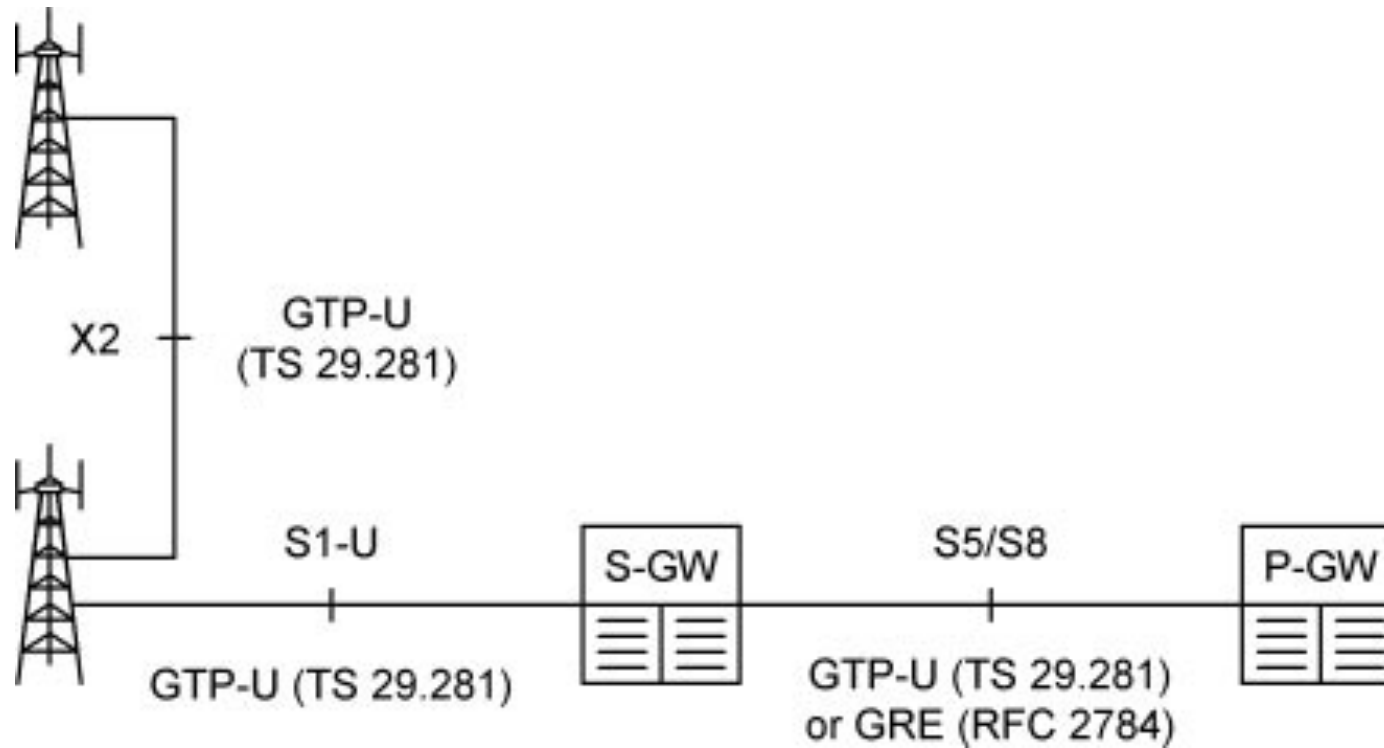 GTP-U
(TS 29.281)
X2
S1-U
S-GW
S5/S8
P-GW
GTP-U (TS 29.281)
GTP-U (TS 29.281)
or GRE (RFC 2784)